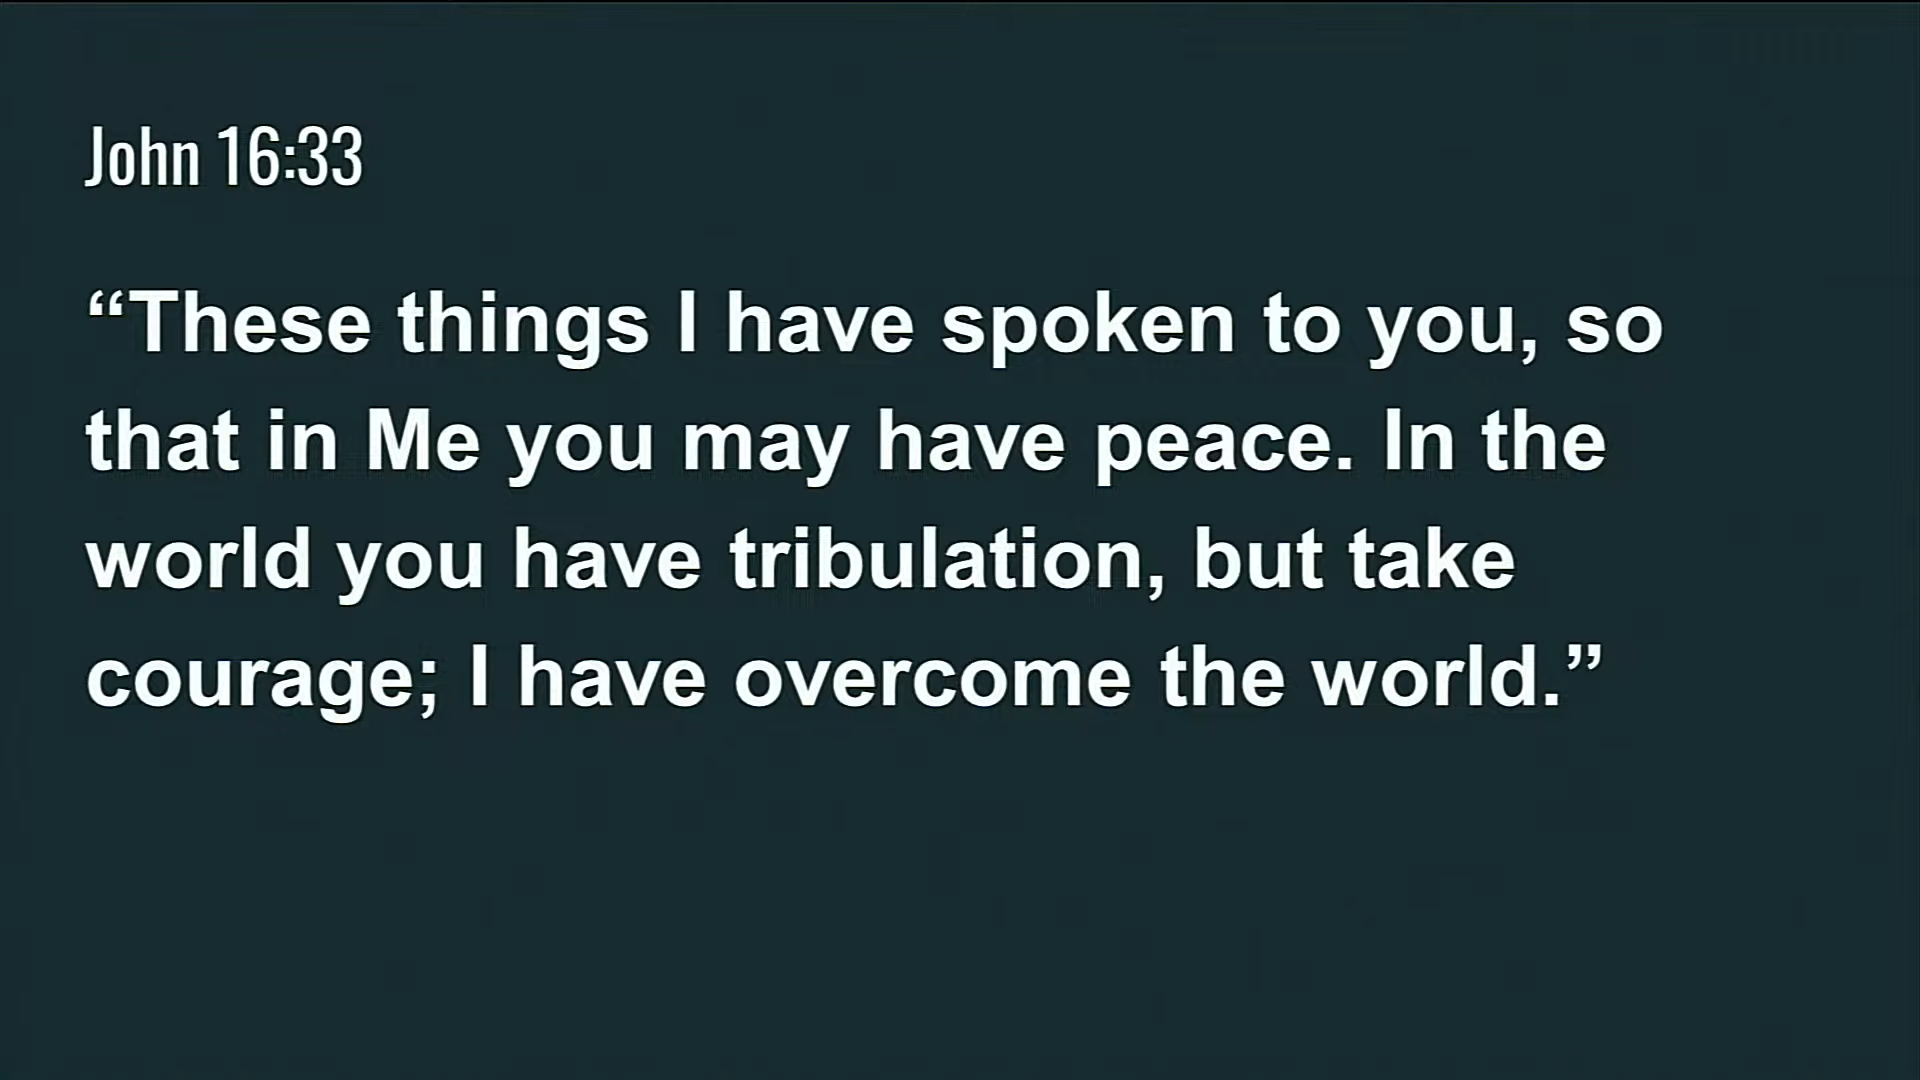 John 16:33
“These things I have spoken to you, so
that in Me you may have peace. In the
world you have tribulation, but take
courage; I have overcome the world.”